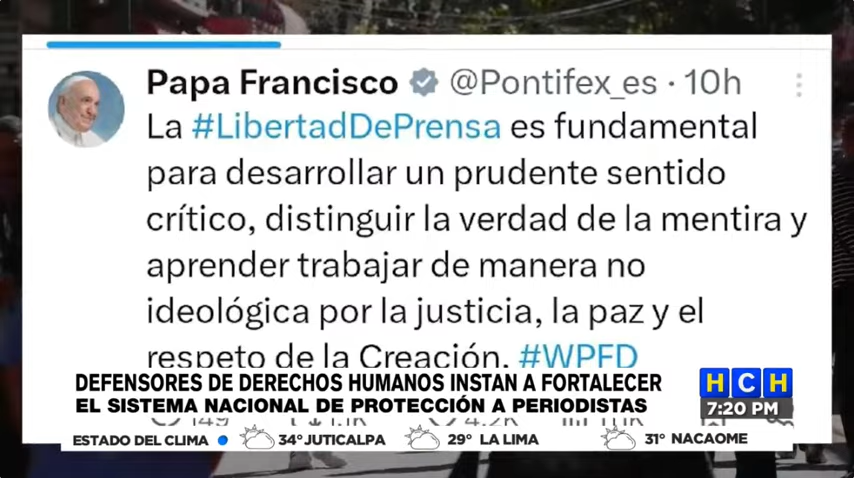 Papa Francisco @Pontifex_es · 10h
La #LibertadDePrensa es fundamental
para desarrollar un prudente sentido
crítico, distinguir la verdad de la mentira y
aprender trabajar de manera no
ideológica por la justicia, la paz y el
respeto de la Creación. #WPFD
DEFENSORES DE DERECHOS HUMANOS INSTAN A FORTALECER
EL SISTEMA NACIONAL DE PROTECCIÓN A PERIODISTAS
HCH
7:20 PM
ESTADO DEL CLIMA 34° JUTICALPA 29° LA LIMA 31° NACAOME